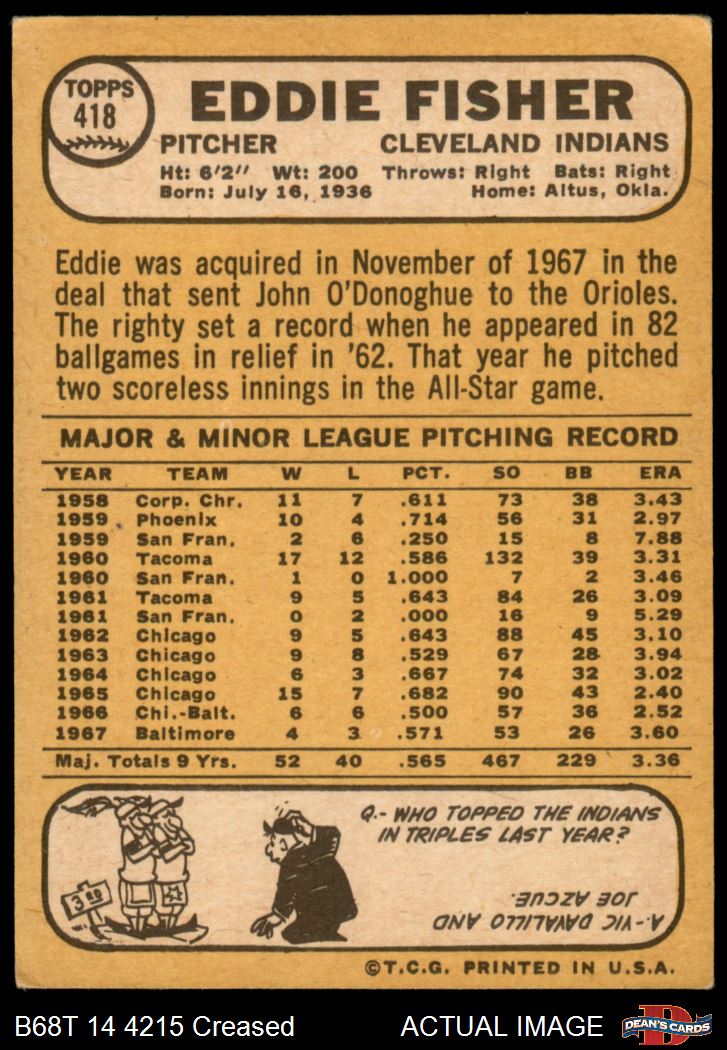 TOPPS
418
EDDIE FISHER
PITCHER CLEVELAND INDIANS
Ht: 6'2" Wt: 200 Throws: Right Bats: Right
Born: July 16, 1936 Home: Altus, Okla.
Eddie was acquired in November of 1967 in the
deal that sent John O'Donoghue to the Orioles.
The righty set a record when he appeared in 82
ballgames in relief in '62. That year he pitched
two scoreless innings in the All-Star game.
MAJOR & MINOR LEAGUE PITCHING RECORD
YEAR TEAM W L PCT. SO BB ERA
1958 Corp. Chr. 11 7 .611 73 38 3.43
1959 Phoenix 10 4 .714 56 31 2.97
1959 San Fran. 2 6 .250 15 8 7.88
1960 Tacoma 17 12 .586 132 39 3.31
1960 San Fran. 1 0 1.000 7 2 3.46
1961 Tacoma 9 5 .643 84 26 3.09
1961 San Fran. 0 2 .000 16 9 5.29
1962 Chicago 9 5 .643 88 45 3.10
1963 Chicago 9 8 .529 67 28 3.94
1964 Chicago 6 3 .667 74 32 3.02
1965 Chicago 15 7 .682 90 43 2.40
1966 Chi.-Balt. 6 6 .500 57 36 2.52
1967 Baltimore 4 3 .571 53 26 3.60
Maj. Totals 9 Yrs. 52 40 .565 467 229 3.36
3RD
Q.- WHO TOPPED THE INDIANS
IN TRIPLES LAST YEAR?
A.- VIC DAVALILLO AND
JOE AZCUE.
©T.C.G. PRINTED IN U.S.A.
B68T 14 4215 Creased ACTUAL IMAGE
DEAN'S CARDS